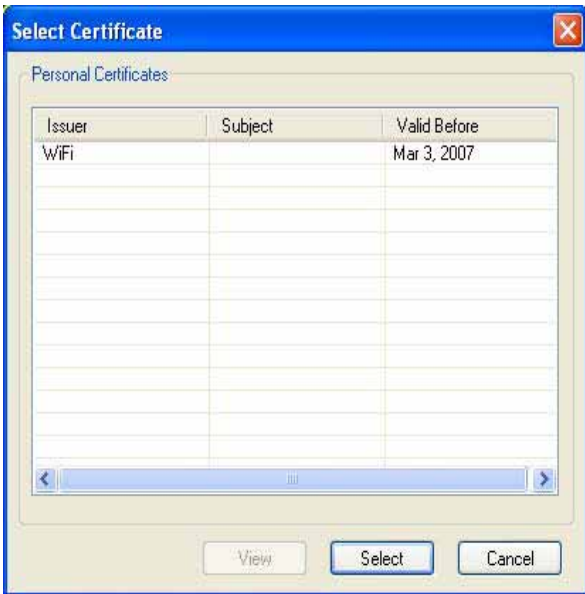 Select Certificate
Personal Certificates
Issuer Subject Valid Before
WiFi Mar 3, 2007
View Select Cancel